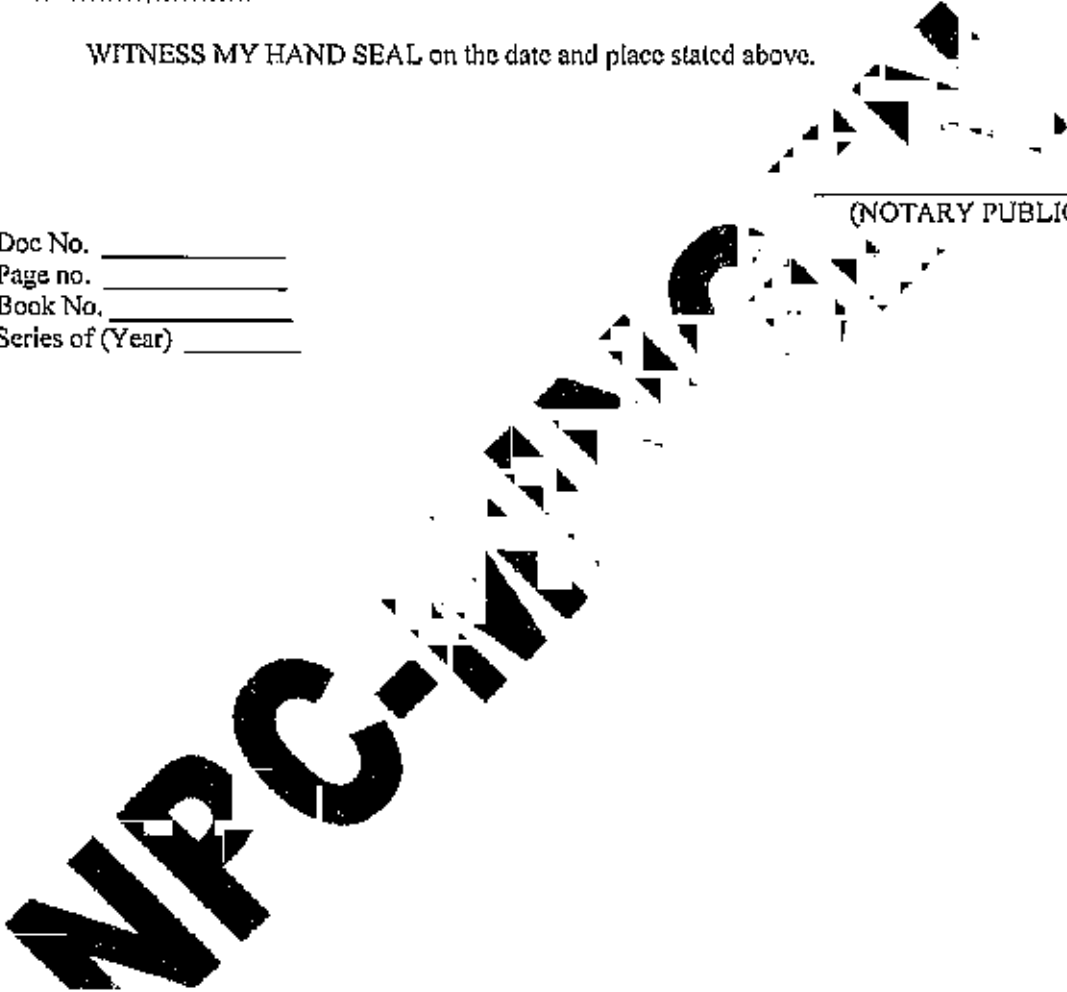 WITNESS MY HAND SEAL on the date and place stated above.
(NOTARY PUBLIC
Doc No.
Page no.
Book No.
Series of (Year)
NPC-